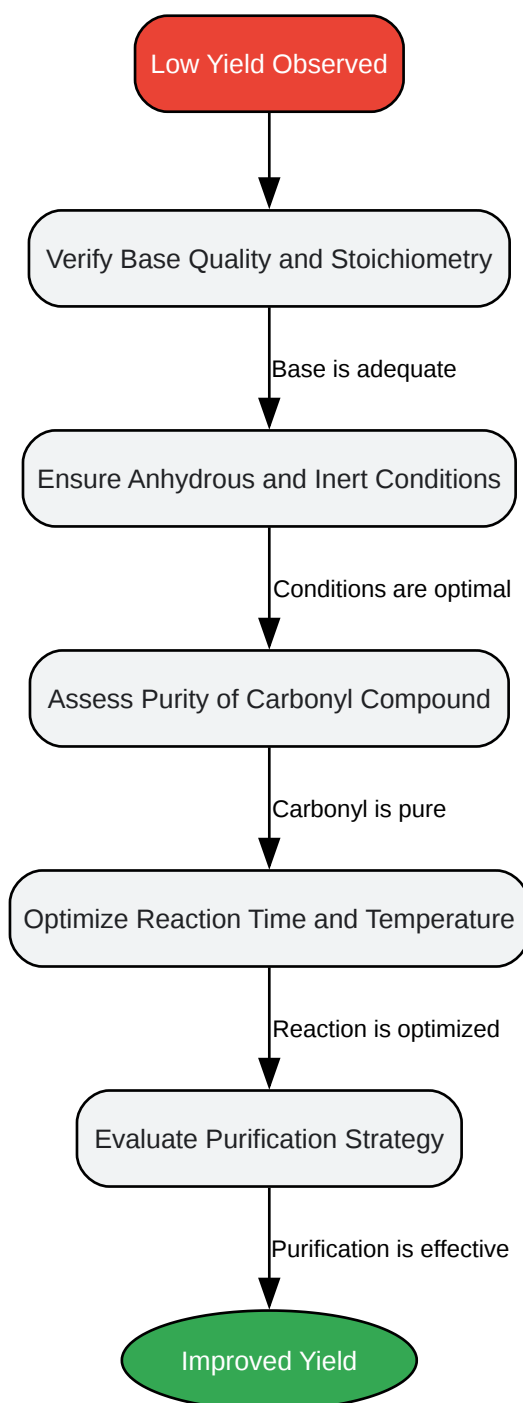 Low Yield Observed
Verify Base Quality and Stoichiometry
Base is adequate
Ensure Anhydrous and Inert Conditions
Conditions are optimal
Assess Purity of Carbonyl Compound
Carbonyl is pure
Optimize Reaction Time and Temperature
Reaction is optimized
Evaluate Purification Strategy
Purification is effective
Improved Yield